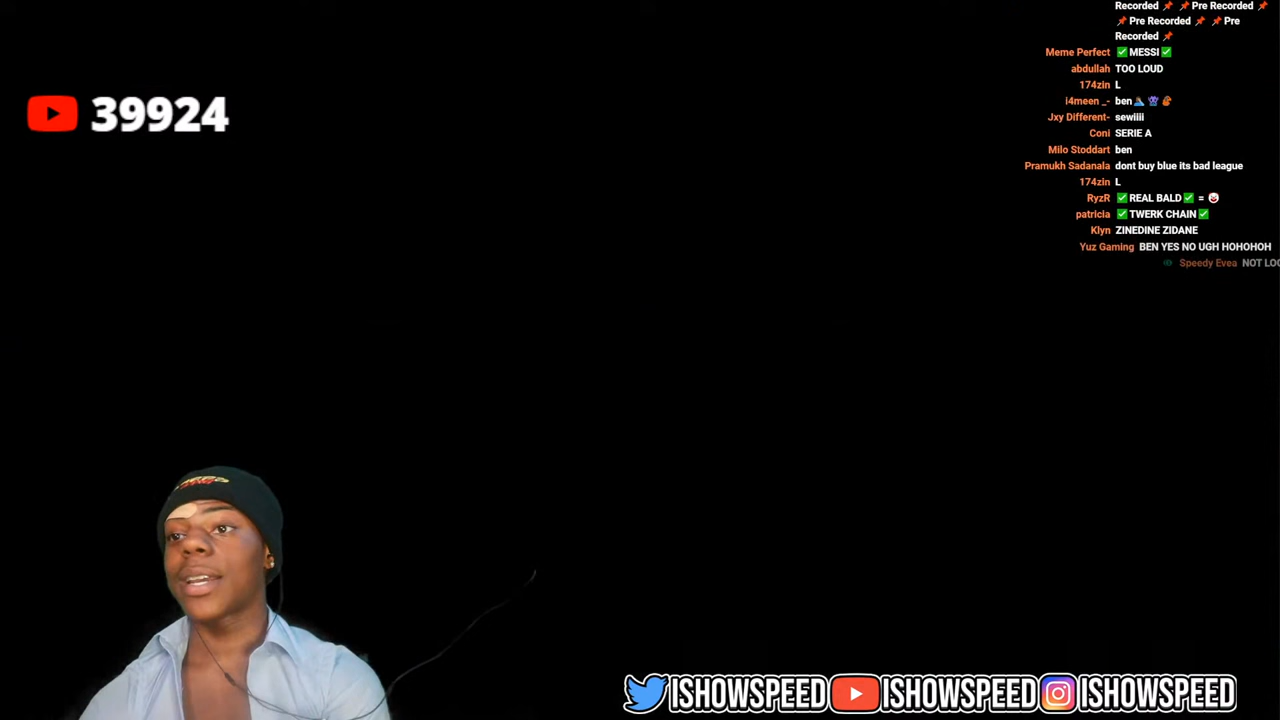 Recorded 📌 📌 Pre Recorded 📌
📌 Pre Recorded 📌 📌 Pre
Recorded 📌
Meme Perfect ✅ MESSI ✅
abdullah TOO LOUD
174zin L
i4meen _- ben
Jxy Different- sewiiii
Coni SERIE A
Milo Stoddart ben
Pramukh Sadanala dont buy blue its bad league
174zin L
RyzR ✅ REAL BALD ✅ = 🤡
patricia ✅ TWERK CHAIN ✅
Klyn ZINEDINE ZIDANE
Yuz Gaming BEN YES NO UGH HOHOHOH
Speedy Evea NOT
39924
ISHOWSPEED ISHOWSPEED ISHOWSPEED